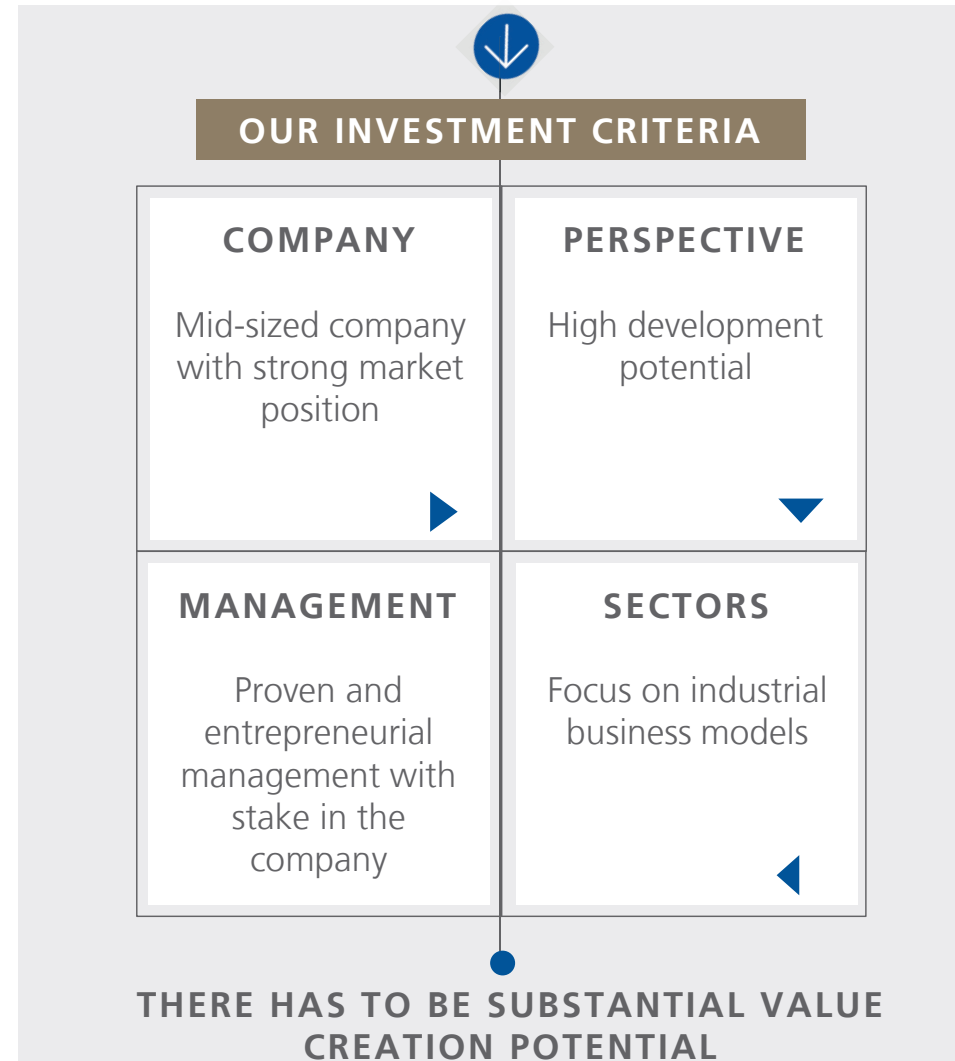 OUR INVESTMENT CRITERIA
COMPANY
Mid-sized company
with strong market
position
PERSPECTIVE
High development
potential
MANAGEMENT
Proven and
entrepreneurial
management with
stake in the
company
SECTORS
Focus on industrial
business models
THERE HAS TO BE SUBSTANTIAL VALUE
CREATION POTENTIAL